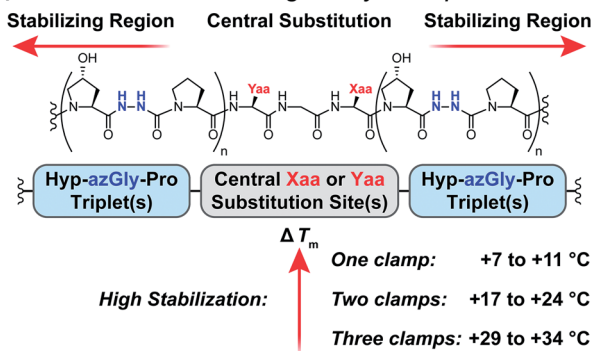 Stabilizing Region Central Substitution Stabilizing Region
OH OH
Yaa Xaa
H H H H H H H
N N N N N N N N N N
O O O O O O O
n n
Hyp-azGly-Pro Central Xaa or Yaa Hyp-azGly-Pro
Triplet(s) Substitution Site(s) Triplet(s)
Δ Tm
One clamp: +7 to +11 °C
High Stabilization: Two clamps: +17 to +24 °C
Three clamps: +29 to +34 °C